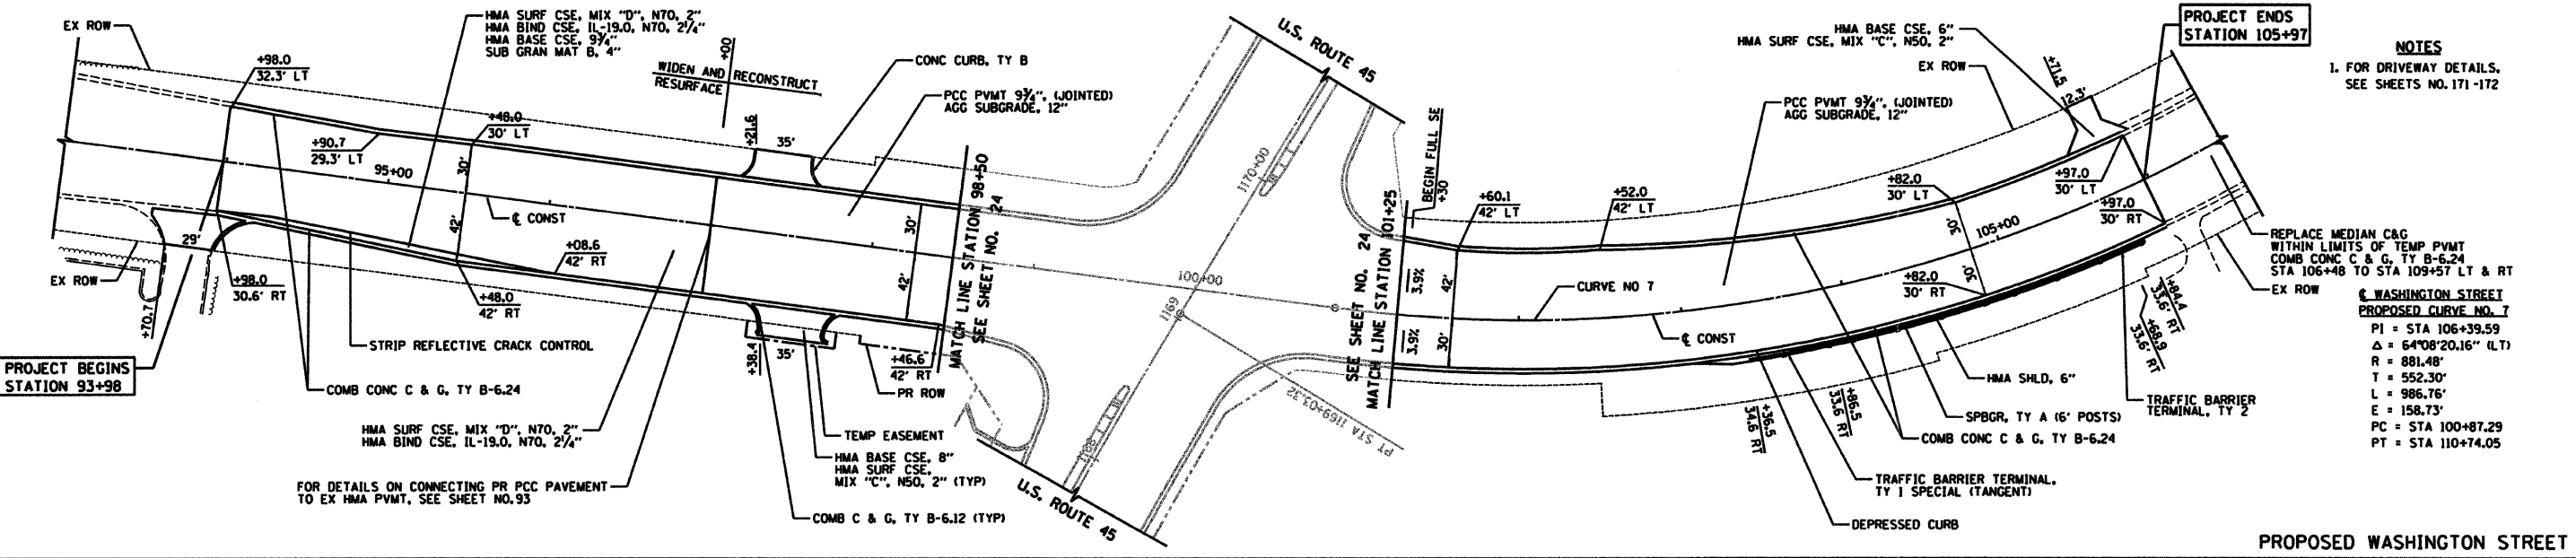 EX ROW
+98.0
32.3' LT
HMA SURF CSE, MIX "D", N70, 2"
HMA BIND CSE, IL-19.0, N70, 2¼"
HMA BASE CSE, 9¾"
SUB GRAN MAT B, 4"
+00
WIDEN AND RECONSTRUCT
RESURFACE
CONC CURB, TY B
PCC PVMT 9¾", (JOINTED)
AGG SUBGRADE, 12"
+48.0
30' LT
+90.7
29.3' LT
95+00
30'
42'
℄ CONST
+21.6
35'
30'
42'
MATCH LINE STATION 98+50
SEE SHEET NO. 24
29'
EX ROW
+70.7
+98.0
30.6' RT
+08.6
42' RT
+48.0
42' RT
PROJECT BEGINS
STATION 93+98
STRIP REFLECTIVE CRACK CONTROL
COMB CONC C & G, TY B-6.24
HMA SURF CSE, MIX "D", N70, 2"
HMA BIND CSE, IL-19.0, N70, 2¼"
FOR DETAILS ON CONNECTING PR PCC PAVEMENT
TO EX HMA PVMT, SEE SHEET NO.93
+38.4
35'
+46.6
42' RT
PR ROW
TEMP EASEMENT
HMA BASE CSE, 8"
HMA SURF CSE,
MIX "C", N50, 2" (TYP)
COMB C & G, TY B-6.12 (TYP)
U.S. ROUTE 45
1170+00
100+00
1169
PT STA 1169+03.32
1168
U.S. ROUTE 45
SEE SHEET NO. 24
MATCH LINE STATION 101+25
BEGIN FULL SE
+30
3.9%
3.9%
42'
30'
+60.1
42' LT
+52.0
42' LT
CURVE NO 7
℄ CONST
PCC PVMT 9¾", (JOINTED)
AGG SUBGRADE, 12"
HMA BASE CSE, 6"
HMA SURF CSE, MIX "C", N50, 2"
EX ROW
+71.5
12.3'
+82.0
30' LT
+97.0
30' LT
+97.0
30' RT
105+00
30'
30'
+82.0
30' RT
PROJECT ENDS
STATION 105+97
+84.4
33.6' RT
+68.9
33.6' RT
+36.5
34.6 RT
+86.5
33.6 RT
HMA SHLD, 6"
SPBGR, TY A (6' POSTS)
COMB CONC C & G, TY B-6.24
TRAFFIC BARRIER TERMINAL,
TY 1 SPECIAL (TANGENT)
DEPRESSED CURB
TRAFFIC BARRIER
TERMINAL, TY 2
NOTES
1. FOR DRIVEWAY DETAILS,
SEE SHEETS NO. 171 -172
REPLACE MEDIAN C&G
WITHIN LIMITS OF TEMP PVMT
COMB CONC C & G, TY B-6.24
STA 106+48 TO STA 109+57 LT & RT
EX ROW
℄ WASHINGTON STREET
PROPOSED CURVE NO. 7
PI = STA 106+39.59
Δ = 64°08'20.16" (LT)
R = 881.48'
T = 552.30'
L = 986.76'
E = 158.73'
PC = STA 100+87.29
PT = STA 110+74.05
PROPOSED WASHINGTON STREET